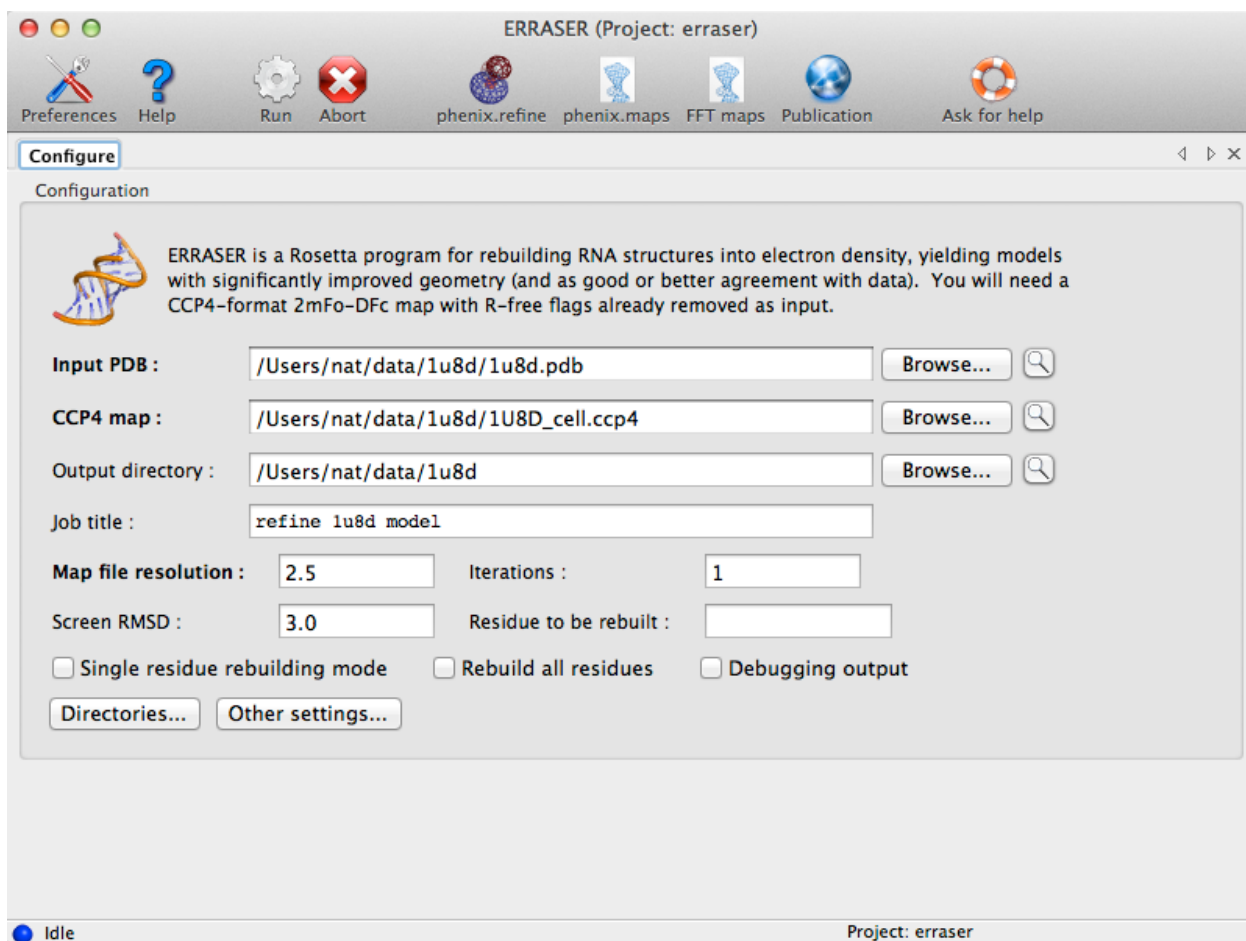 ERRASER (Project: erraser)
Preferences Help Run Abort phenix.refine phenix.maps FFT maps Publication Ask for help
Configure
Configuration
ERRASER is a Rosetta program for rebuilding RNA structures into electron density, yielding models
with significantly improved geometry (and as good or better agreement with data).  You will need a
CCP4-format 2mFo-DFc map with R-free flags already removed as input.
Input PDB : /Users/nat/data/1u8d/1u8d.pdb Browse...
CCP4 map : /Users/nat/data/1u8d/1U8D_cell.ccp4 Browse...
Output directory : /Users/nat/data/1u8d Browse...
Job title : refine 1u8d model
Map file resolution : 2.5 Iterations : 1
Screen RMSD : 3.0 Residue to be rebuilt :
Single residue rebuilding mode Rebuild all residues Debugging output
Directories... Other settings...
Idle Project: erraser